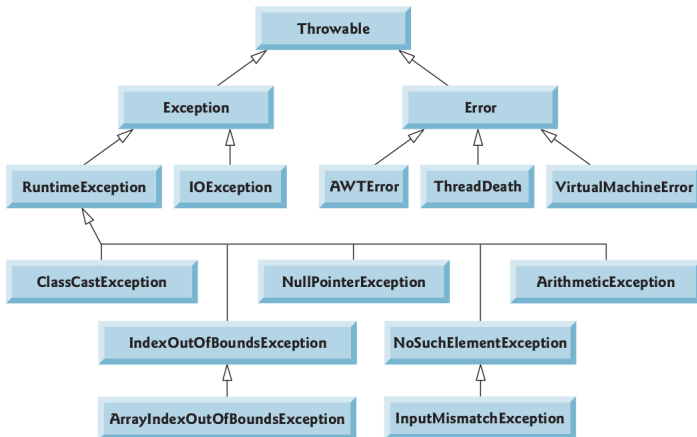 Throwable
Exception
Error
RuntimeException
IOException
AWTError
ThreadDeath
VirtualMachineError
ClassCastException
NullPointerException
ArithmeticException
IndexOutOfBoundsException
NoSuchElementException
ArrayIndexOutOfBoundsException
InputMismatchException